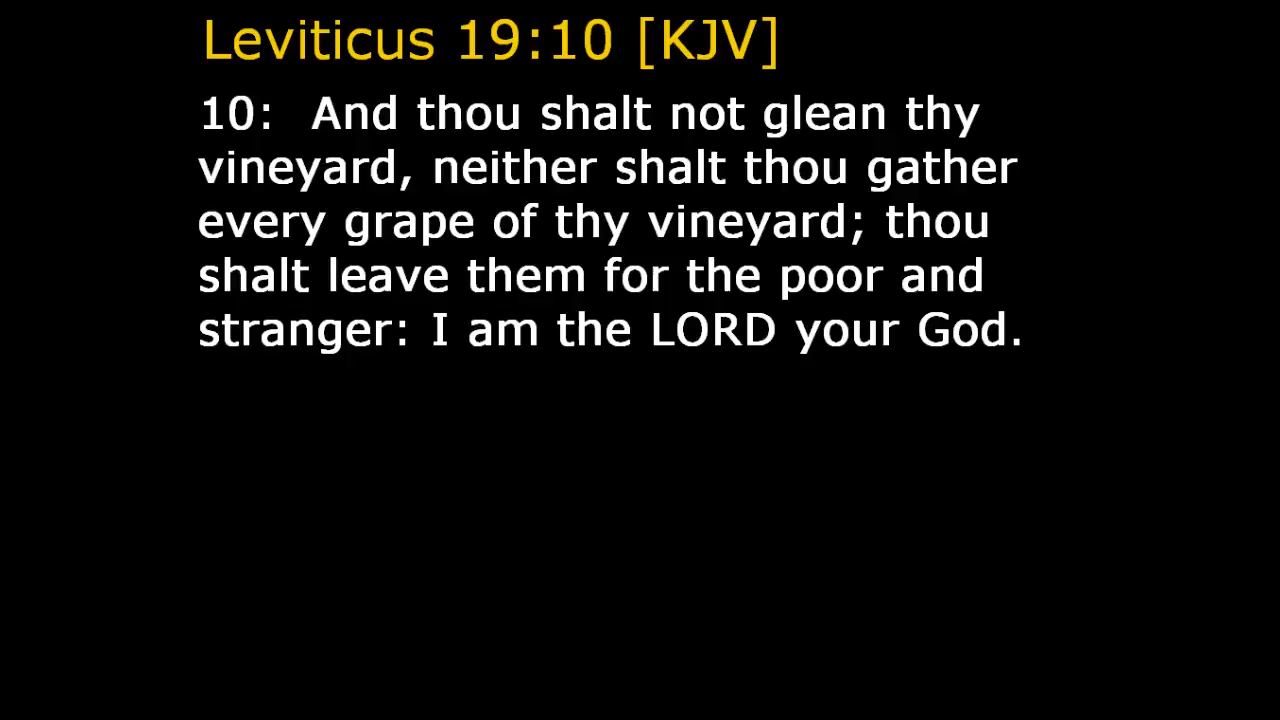 Leviticus 19:10 [KJV]
10: And thou shalt not glean thy
vineyard, neither shalt thou gather
every grape of thy vineyard; thou
shalt leave them for the poor and
stranger: I am the LORD your God.